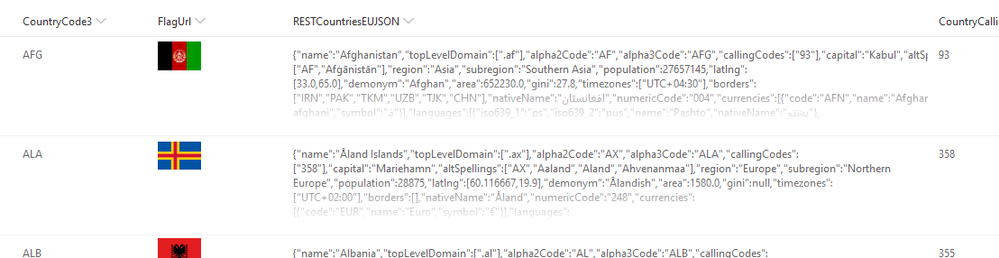 CountryCode3 FlagUrl RESTCountriesEUJSON CountryCalli
AFG {"name":"Afghanistan","topLevelDomain":[".af"],"alpha2Code":"AF","alpha3Code":"AFG","callingCodes":["93"],"capital":"Kabul","altSp 93
["AF","Afġānistān"],"region":"Asia","subregion":"Southern Asia","population":27657145,"latlng":
[33.0,65.0],"demonym":"Afghan","area":652230.0,"gini":27.8,"timezones":["UTC+04:30"],"borders":
["IRN","PAK","TKM","UZB","TJK","CHN"],"nativeName":"افغانستان","numericCode":"004","currencies":[{"code":"AFN","name":"Afghan
afghani","symbol":"؋"}],"languages":[{"iso639_1":"ps","iso639_2":"pus","name":"Pashto","nativeName":"پښتو"},
ALA {"name":"Åland Islands","topLevelDomain":[".ax"],"alpha2Code":"AX","alpha3Code":"ALA","callingCodes": 358
["358"],"capital":"Mariehamn","altSpellings":["AX","Aaland","Aland","Ahvenanmaa"],"region":"Europe","subregion":"Northern
Europe","population":28875,"latlng":[60.116667,19.9],"demonym":"Ålandish","area":1580.0,"gini":null,"timezones":
["UTC+02:00"],"borders":[],"nativeName":"Åland","numericCode":"248","currencies":
[{"code":"EUR","name":"Euro","symbol":"€"}],"languages":
ALB {"name":"Albania","topLevelDomain":[".al"],"alpha2Code":"AL","alpha3Code":"ALB","callingCodes": 355